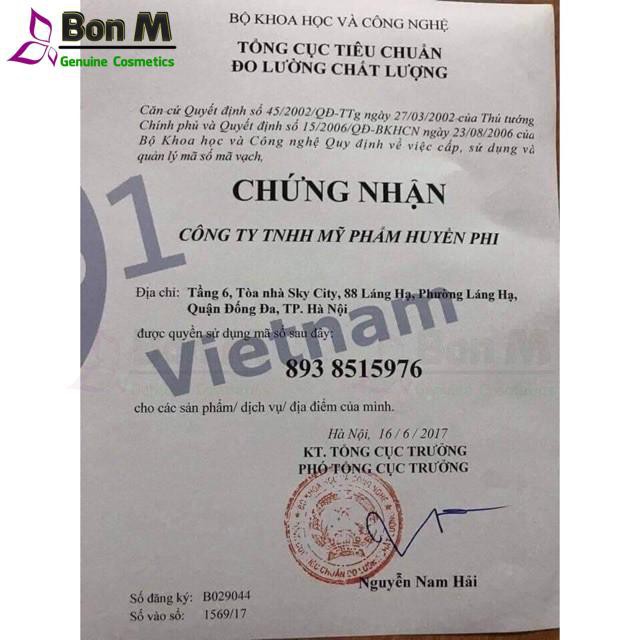 Bon M
Genuine Cosmetics
BỘ KHOA HỌC VÀ CÔNG NGHỆ
TỔNG CỤC TIÊU CHUẨN
ĐO LƯỜNG CHẤT LƯỢNG
Căn cứ Quyết định số 45/2002/QĐ-TTg ngày 27/03/2002 của Thủ tướng
Chính phủ và Quyết định số 15/2006/QĐ-BKHCN ngày 23/08/2006 của
Bộ Khoa học và Công nghệ Quy định về việc cấp, sử dụng và
quản lý mã số mã vạch,
CHỨNG NHẬN
CÔNG TY TNHH MỸ PHẨM HUYỀN PHI
Địa chỉ: Tầng 6, Tòa nhà Sky City, 88 Láng Hạ, Phường Láng Hạ,
Quận Đống Đa, TP. Hà Nội
được quyền sử dụng mã số sau đây:
Vietnam
893 8515976
cho các sản phẩm/ dịch vụ/ địa điểm của mình.
Hà Nội, 16/6/2017
KT. TỔNG CỤC TRƯỞNG
PHÓ TỔNG CỤC TRƯỞNG
Nguyễn Nam Hải
Số đăng ký: B029044
Số vào sổ: 1569/17